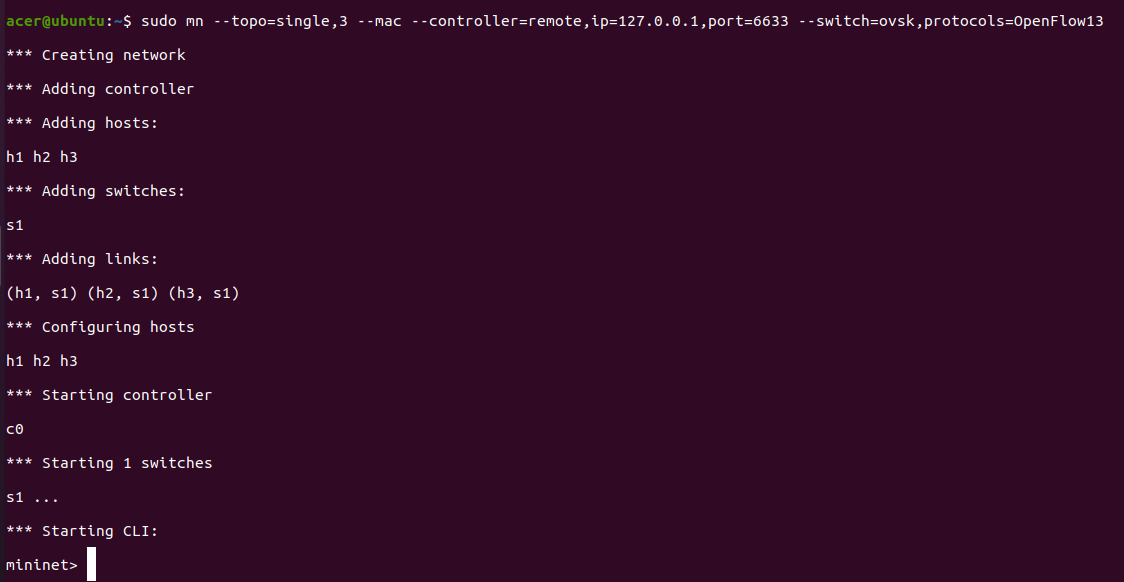 acer@ubuntu:~$ sudo mn --topo=single,3 --mac --controller=remote,ip=127.0.0.1,port=6633 --switch=ovsk,protocols=OpenFlow13
*** Creating network
*** Adding controller
*** Adding hosts:
h1 h2 h3
*** Adding switches:
s1
*** Adding links:
(h1, s1) (h2, s1) (h3, s1)
*** Configuring hosts
h1 h2 h3
*** Starting controller
c0
*** Starting 1 switches
s1 ...
*** Starting CLI:
mininet>